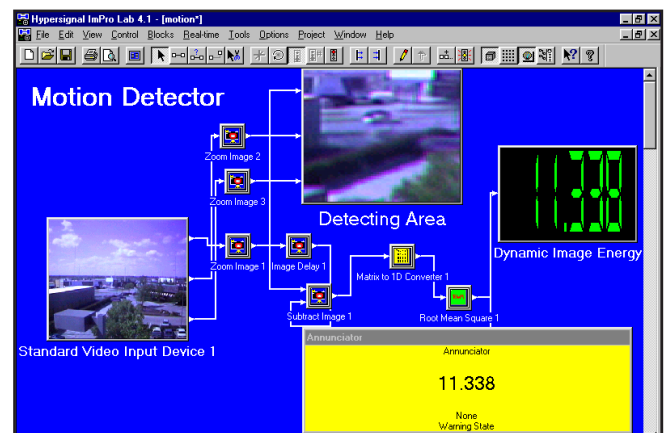 Hypersignal ImPro Lab 4.1 - [motion*]
File Edit View Control Blocks Real-time Tools Options Project Window Help
Motion Detector
Zoom Image 2
Zoom Image 3
Detecting Area
11.338
Dynamic Image Energy
Zoom Image 1
Image Delay 1
Matrix to 1D Converter 1
Subtract Image 1
Root Mean Square 1
Standard Video Input Device 1
Annunciator
Annunciator
11.338
None
Warning State